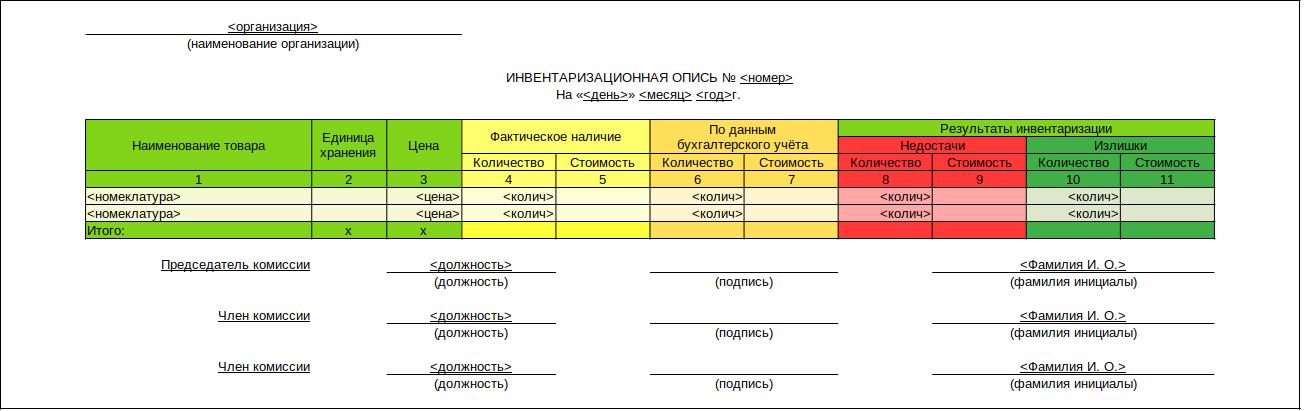 <организация>
(наименование организации)
ИНВЕНТАРИЗАЦИОННАЯ ОПИСЬ № <номер>
На «<день>» <месяц> <год>г.
Наименование товара Единица хранения Цена Фактическое наличие По данным бухгалтерского учёта Результаты инвентаризации
Недостачи Излишки
Количество Стоимость Количество Стоимость Количество Стоимость Количество Стоимость
1 2 3 4 5 6 7 8 9 10 11
<номеклатура> <цена> <колич> <колич> <колич> <колич>
<номеклатура> <цена> <колич> <колич> <колич> <колич>
Итого: х х
Председатель комиссии <должность> <Фамилия И. О.>
(должность) (подпись) (фамилия инициалы)
Член комиссии <должность> <Фамилия И. О.>
(должность) (подпись) (фамилия инициалы)
Член комиссии <должность> <Фамилия И. О.>
(должность) (подпись) (фамилия инициалы)